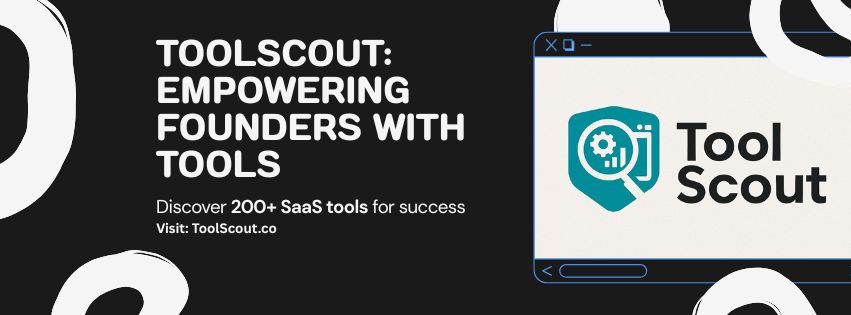 TOOLSCOUT:
EMPOWERING
FOUNDERS WITH
TOOLS
Discover 200+ SaaS tools for success
Visit: ToolScout.co
Tool
Scout